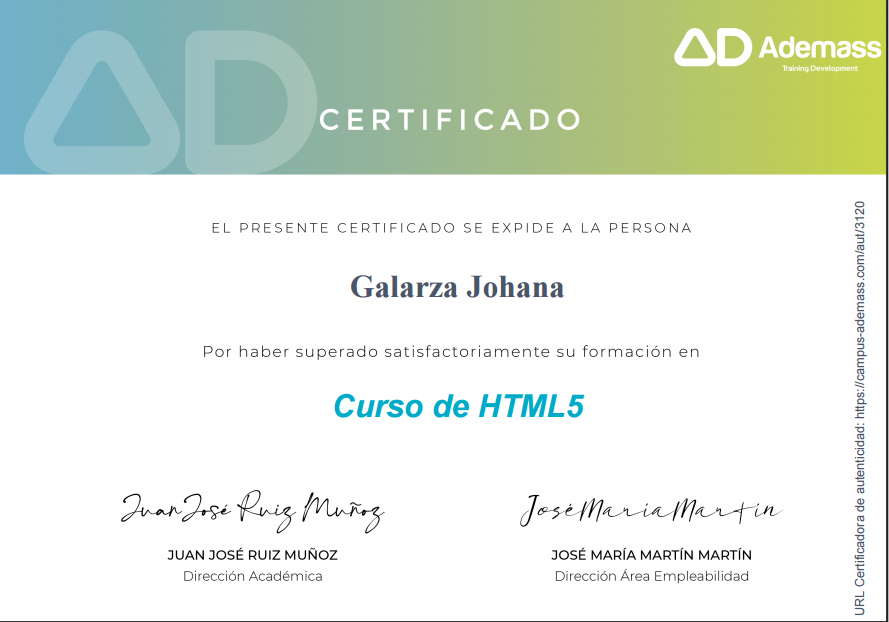 AD Ademass
Training Development
AD
CERTIFICADO
EL PRESENTE CERTIFICADO SE EXPIDE A LA PERSONA
Galarza Johana
Por haber superado satisfactoriamente su formación en
Curso de HTML5
Juan José Ruiz Muñoz
José María Martín
JUAN JOSÉ RUIZ MUÑOZ
JOSÉ MARÍA MARTÍN MARTÍN
Dirección Académica
Dirección Área Empleabilidad
URL Certificadora de autenticidad: https://campus-ademass.com/aut/3120